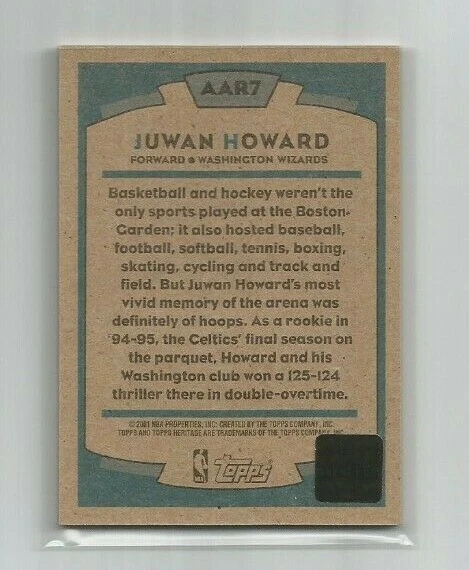 AAR7
JUWAN HOWARD
FORWARD • WASHINGTON WIZARDS
Basketball and hockey weren't the
only sports played at the Boston
Garden; it also hosted baseball,
football, softball, tennis, boxing,
skating, cycling and track and
field. But Juwan Howard's most
vivid memory of the arena was
definitely of hoops. As a rookie in
'94-95, the Celtics' final season on
the parquet, Howard and his
Washington club won a 125-124
thriller there in double-overtime.
© 2001 NBA PROPERTIES, INC. CREATED BY THE TOPPS COMPANY, INC.
TOPPS AND TOPPS HERITAGE ARE TRADEMARKS OF THE TOPPS COMPANY, INC.
NBA
TOPPS